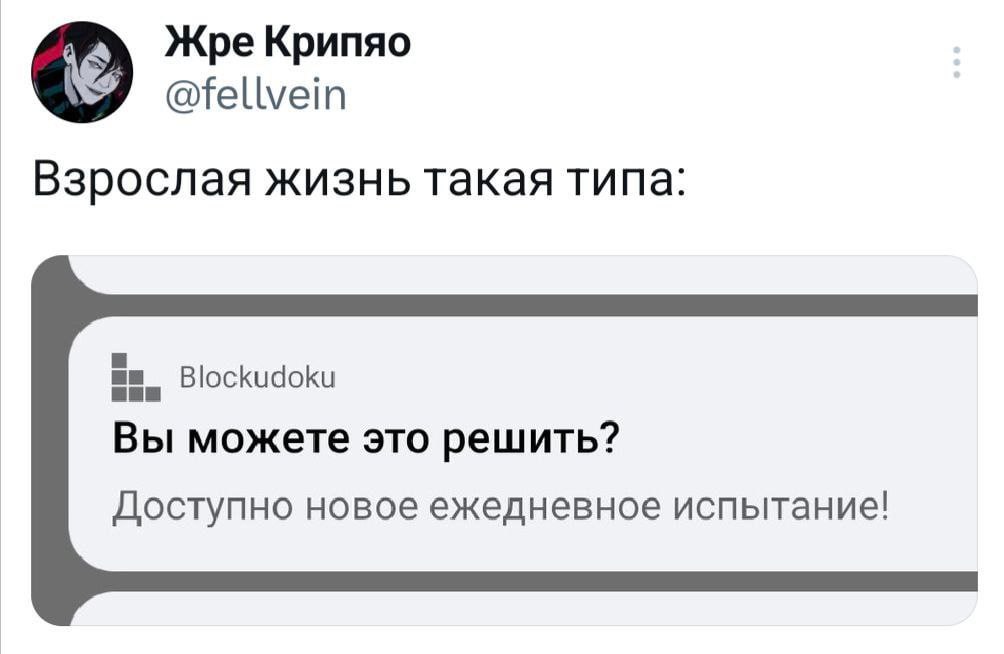 Жре Крипяо
@fellvein
Взрослая жизнь такая типа:
Blockudoku
Вы можете это решить?
Доступно новое ежедневное испытание!